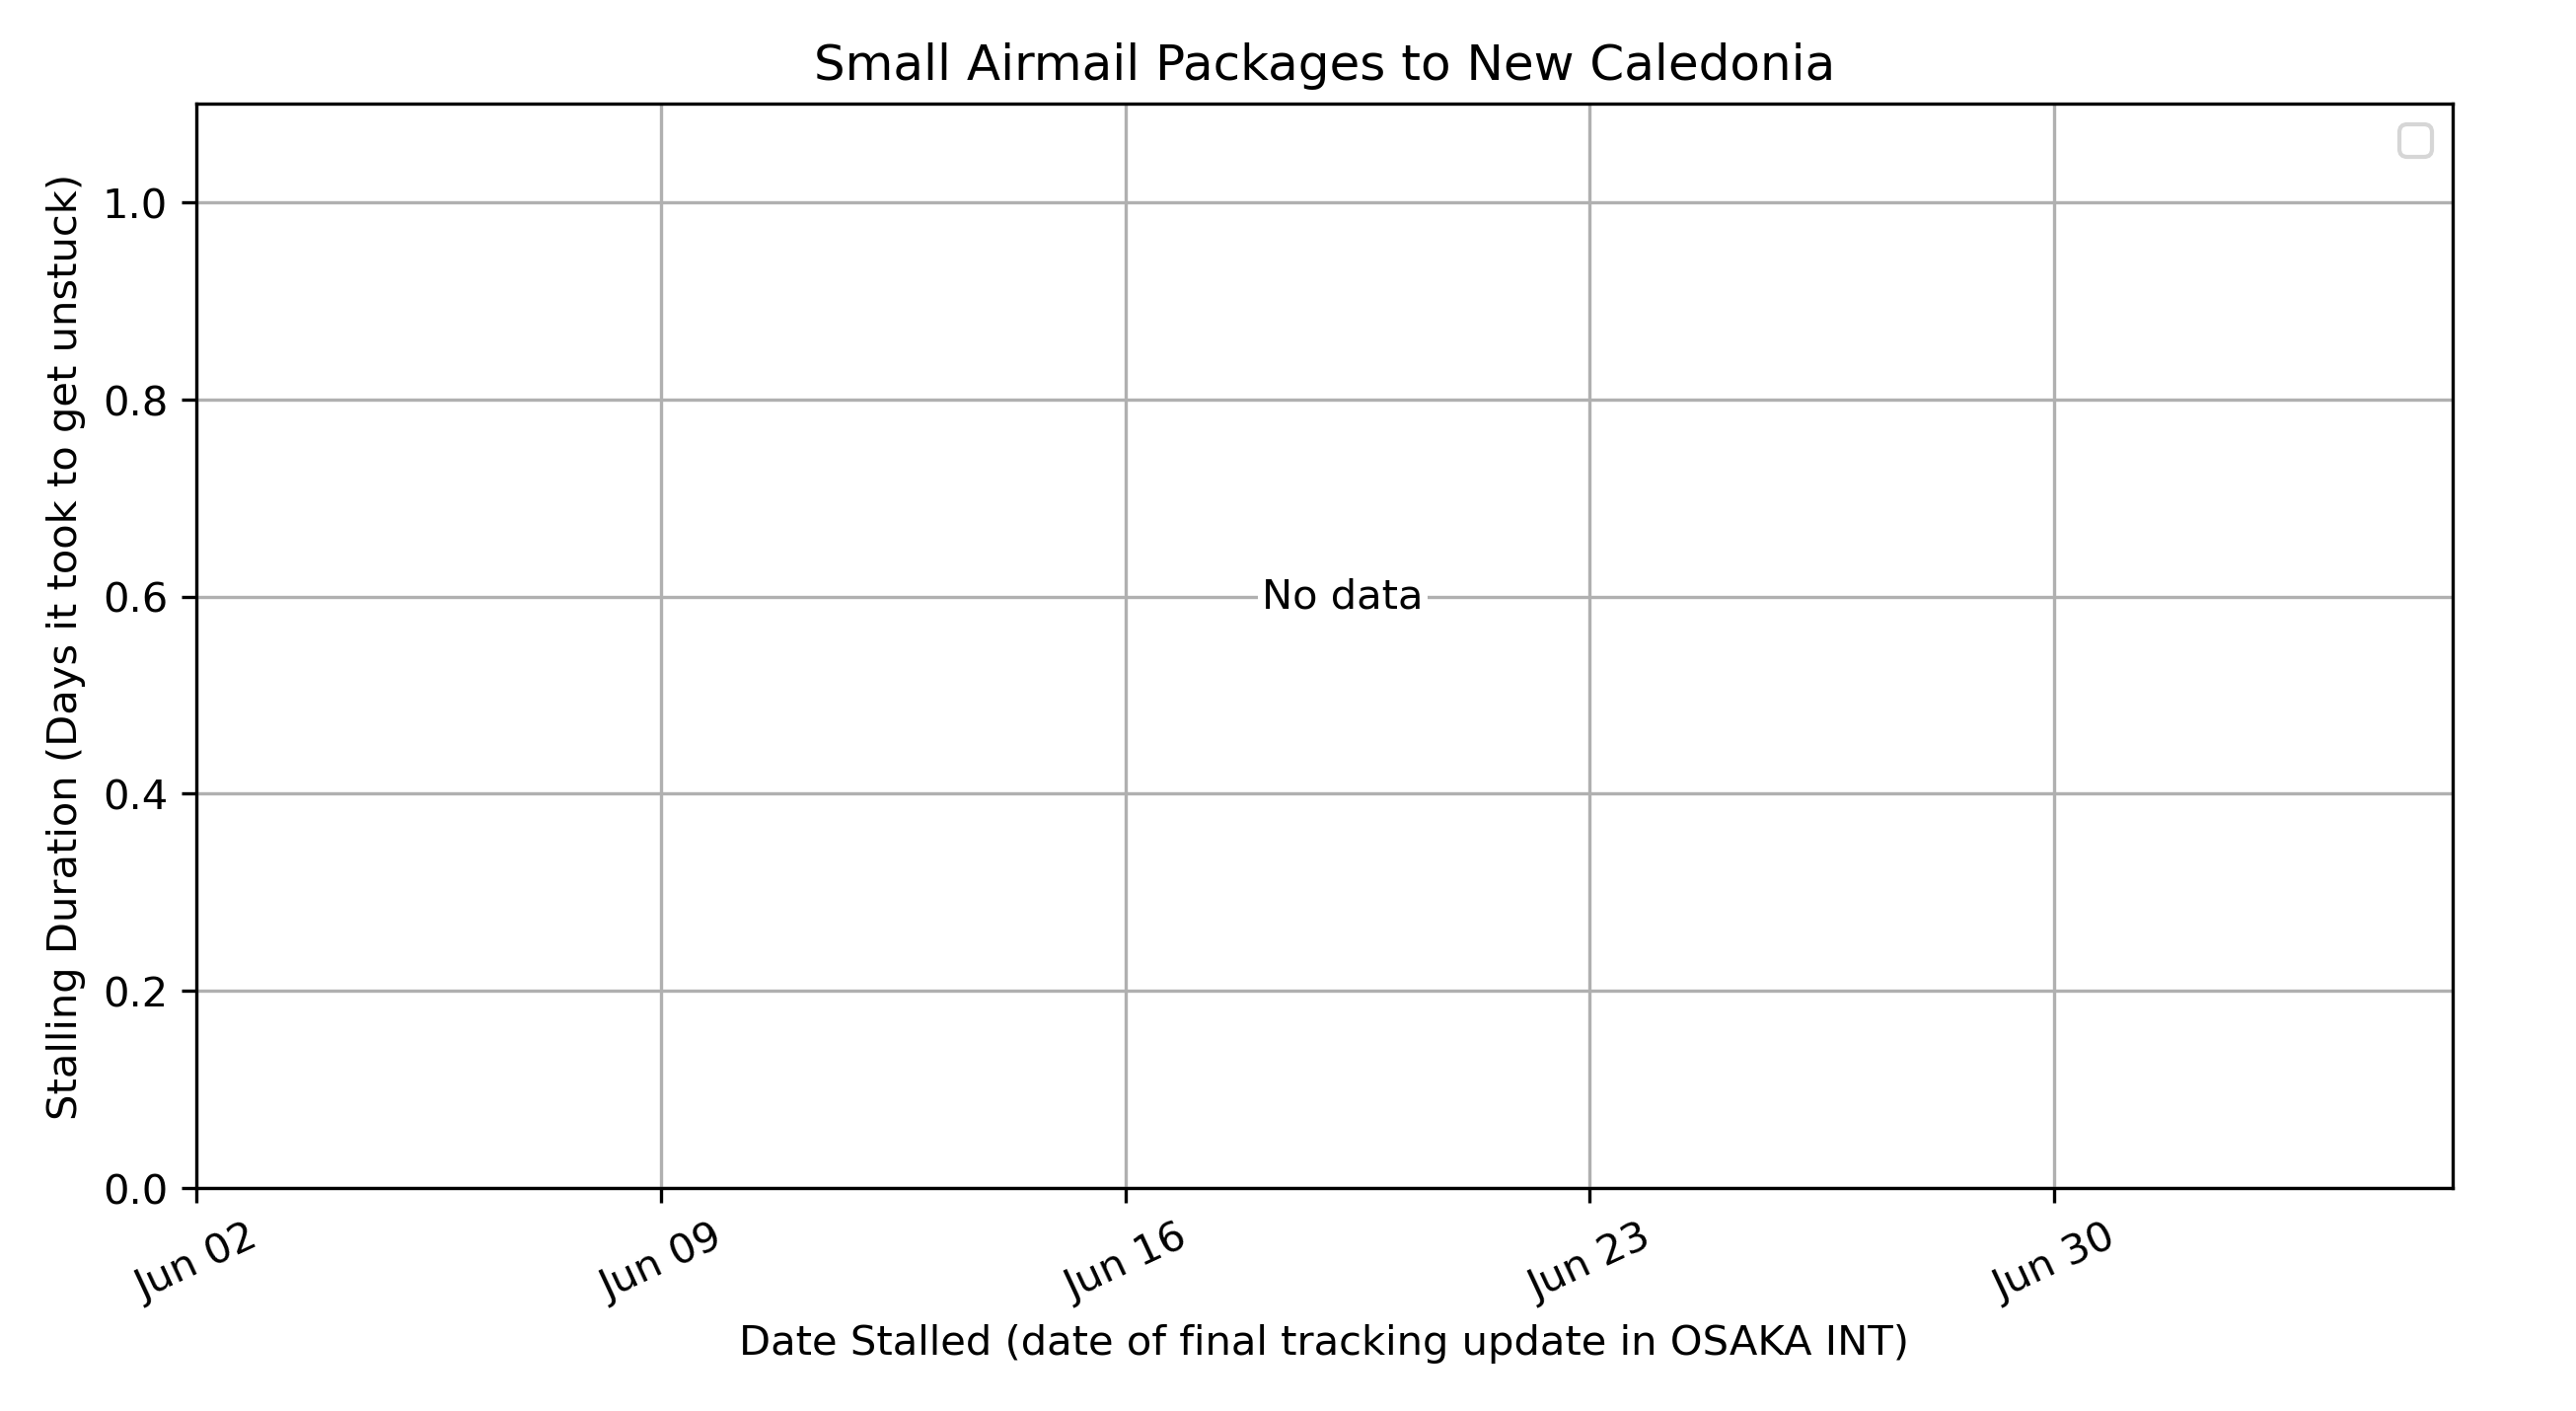 Small Airmail Packages to New Caledonia
Stalling Duration (Days it took to get unstuck)
1.0
0.8
0.6
0.4
0.2
0.0
No data
Jun 02
Jun 09
Jun 16
Jun 23
Jun 30
Date Stalled (date of final tracking update in OSAKA INT)